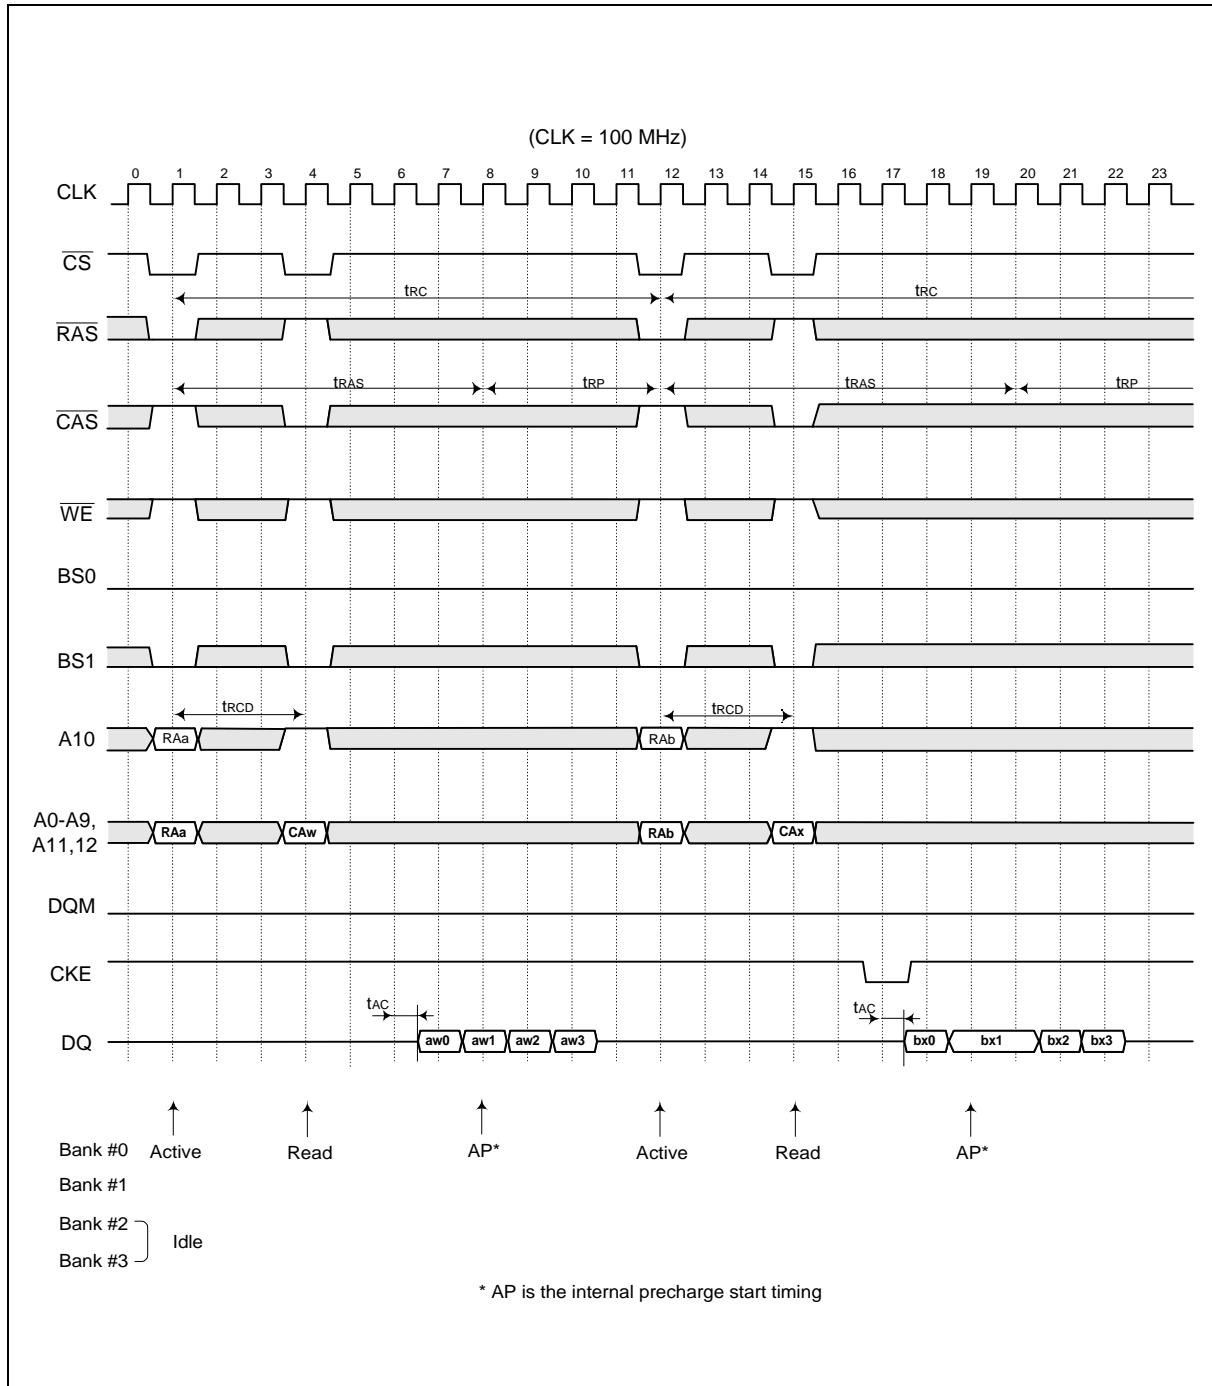 (CLK = 100 MHz)
0 1 2 3 4 5 6 7 8 9 10 11 12 13 14 15 16 17 18 19 20 21 22 23
CLK
CS
tRC tRC
RAS
tRAS tRP tRAS tRP
CAS
WE
BS0
BS1
tRCD tRCD
A10 RAa RAb
A0-A9,
A11,12 RAa CAw RAb CAx
DQM
CKE
tAC tAC
DQ aw0 aw1 aw2 aw3 bx0 bx1 bx2 bx3
Bank #0 Active Read AP* Active Read AP*
Bank #1
Bank #2
Idle
Bank #3
* AP is the internal precharge start timing